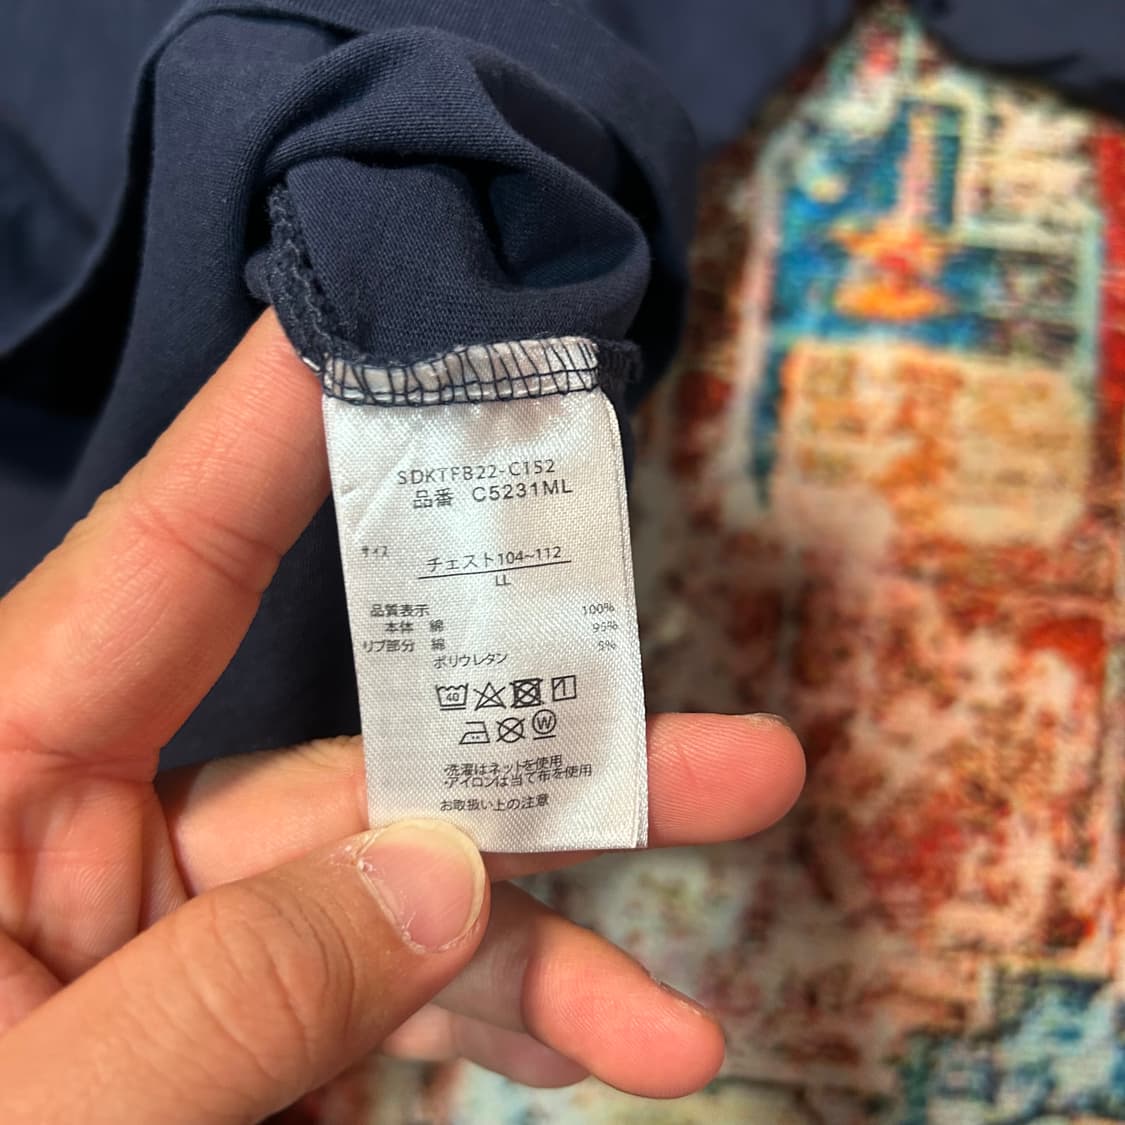 SDKTFB22-C152
品番 C5231ML
サイズ
チェスト104~112
LL
品質表示 100%
本体 綿 95%
リブ部分 綿 5%
ポリウレタン
40
W
・洗濯はネットを使用
・アイロンは当て布を使用
お取扱い上の注意